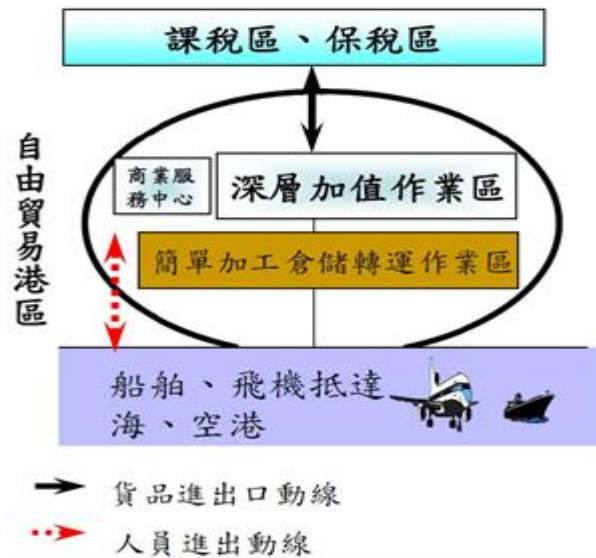 課稅區、保稅區
自由貿易港區
商業服
務中心
深層加值作業區
簡單加工倉儲轉運作業區
船舶、飛機抵達
海、空港
貨品進出口動線
人員進出動線